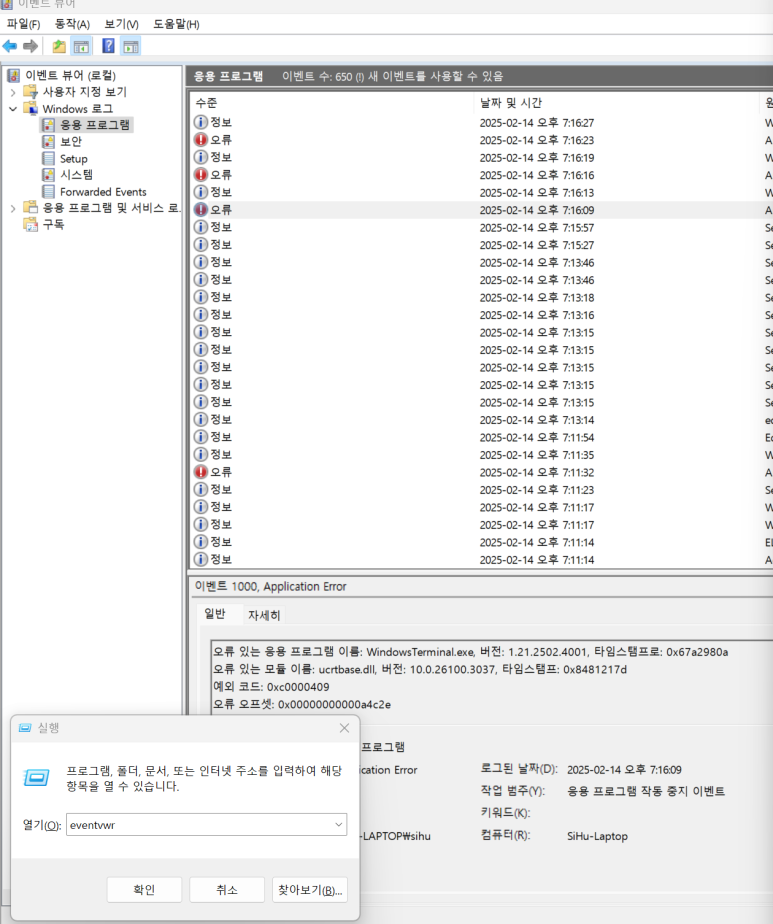 이벤트 뷰어
파일(F) 동작(A) 보기(V) 도움말(H)
이벤트 뷰어 (로컬)
사용자 지정 보기
Windows 로그
응용 프로그램
보안
Setup
시스템
Forwarded Events
응용 프로그램 및 서비스 로
구독
응용 프로그램 이벤트 수: 650 (!) 새 이벤트를 사용할 수 있음
수준 날짜 및 시간 원
정보 2025-02-14 오후 7:16:27 W
오류 2025-02-14 오후 7:16:23 A
정보 2025-02-14 오후 7:16:19 W
오류 2025-02-14 오후 7:16:16 A
정보 2025-02-14 오후 7:16:13 W
오류 2025-02-14 오후 7:16:09 A
정보 2025-02-14 오후 7:15:57 Se
정보 2025-02-14 오후 7:15:27 Se
정보 2025-02-14 오후 7:13:46 Se
정보 2025-02-14 오후 7:13:46 Se
정보 2025-02-14 오후 7:13:18 Se
정보 2025-02-14 오후 7:13:16 Se
정보 2025-02-14 오후 7:13:15 Se
정보 2025-02-14 오후 7:13:15 Se
정보 2025-02-14 오후 7:13:15 Se
정보 2025-02-14 오후 7:13:15 Se
정보 2025-02-14 오후 7:13:15 Se
정보 2025-02-14 오후 7:13:14 ec
정보 2025-02-14 오후 7:11:54 Ec
정보 2025-02-14 오후 7:11:35 W
오류 2025-02-14 오후 7:11:32 A
정보 2025-02-14 오후 7:11:23 Se
정보 2025-02-14 오후 7:11:17 W
정보 2025-02-14 오후 7:11:17 W
정보 2025-02-14 오후 7:11:14 El
정보 2025-02-14 오후 7:11:14 A
이벤트 1000, Application Error
일반 자세히
오류 있는 응용 프로그램 이름: WindowsTerminal.exe, 버전: 1.21.2502.4001, 타임스탬프로: 0x67a2980a
오류 있는 모듈 이름: ucrtbase.dll, 버전: 10.0.26100.3037, 타임스탬프: 0x8481217d
예외 코드: 0xc0000409
오류 오프셋: 0x00000000000a4c2e
프로그램
ication Error 로그된 날짜(D): 2025-02-14 오후 7:16:09
작업 범주(Y): 응용 프로그램 작동 중지 이벤트
키워드(K):
-LAPTOP\sihu 컴퓨터(R): SiHu-Laptop
실행
프로그램, 폴더, 문서, 또는 인터넷 주소를 입력하여 해당
항목을 열 수 있습니다.
열기(O): eventvwr
확인 취소 찾아보기(B)...